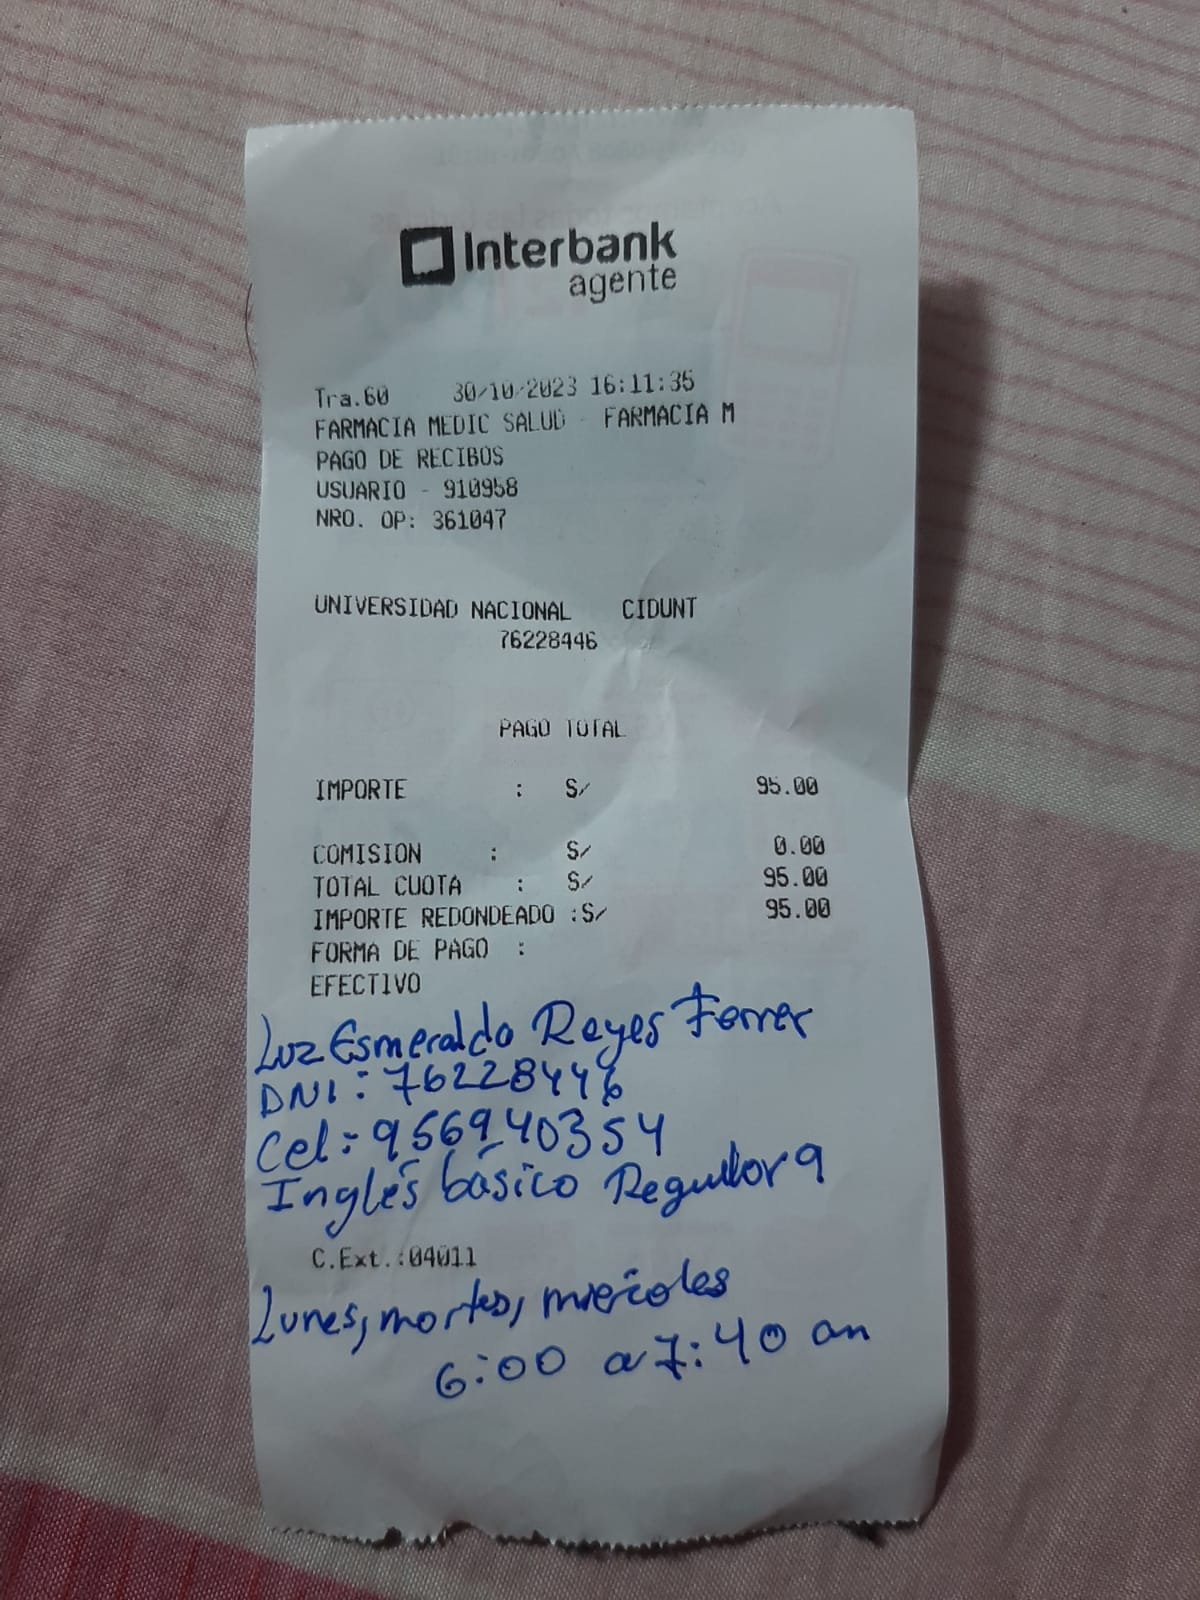 Interbank
agente
Tra.60 30/10/2023 16:11:35
FARMACIA MEDIC SALUD - FARMACIA M
PAGO DE RECIBOS
USUARIO - 910958
NRO. OP: 361047
UNIVERSIDAD NACIONAL CIDUNT
76228446
PAGO TOTAL
IMPORTE : S/ 95.00
COMISION : S/ 0.00
TOTAL CUOTA : S/ 95.00
IMPORTE REDONDEADO :S/ 95.00
FORMA DE PAGO :
EFECTIVO
Luz Esmeralda Reyes Ferrer
DNI: 76228446
Cel: 956940354
Inglés básico Regular 9
C.Ext.:04011
Lunes, martes, miercoles
6:00 a 7:40 am